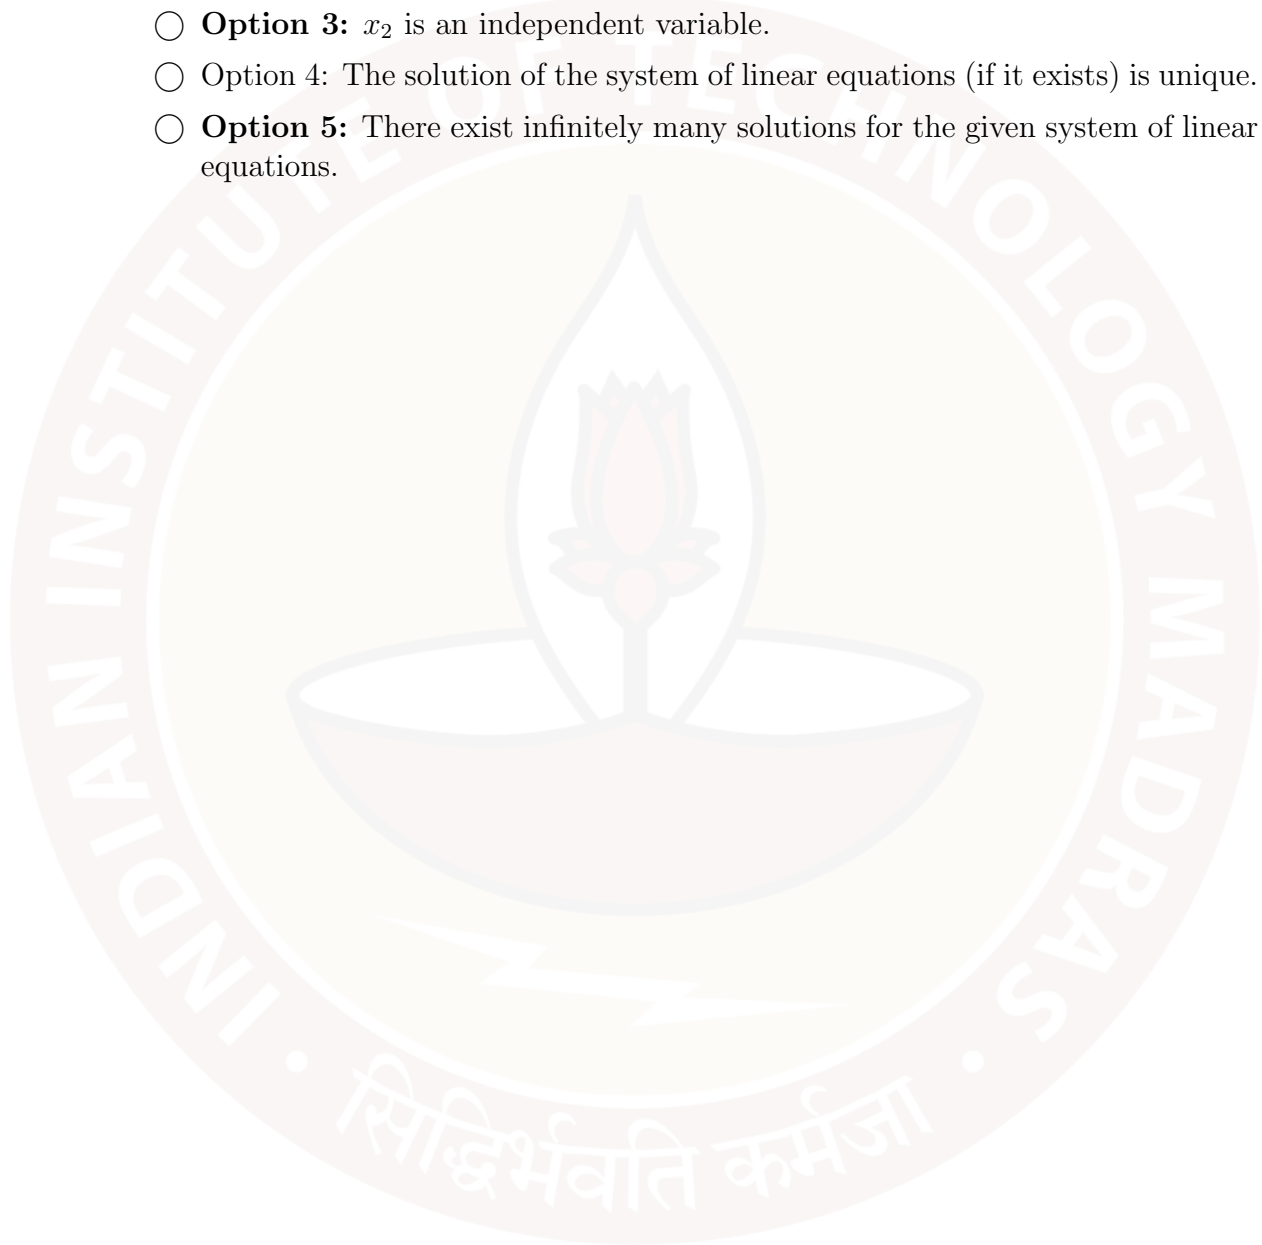 Option 3: x₂ is an independent variable.
Option 4: The solution of the system of linear equations (if it exists) is unique.
Option 5: There exist infinitely many solutions for the given system of linear
equations.
INDIAN INSTITUTE OF TECHNOLOGY MADRAS
सिद्धिर्भवति कर्मजा